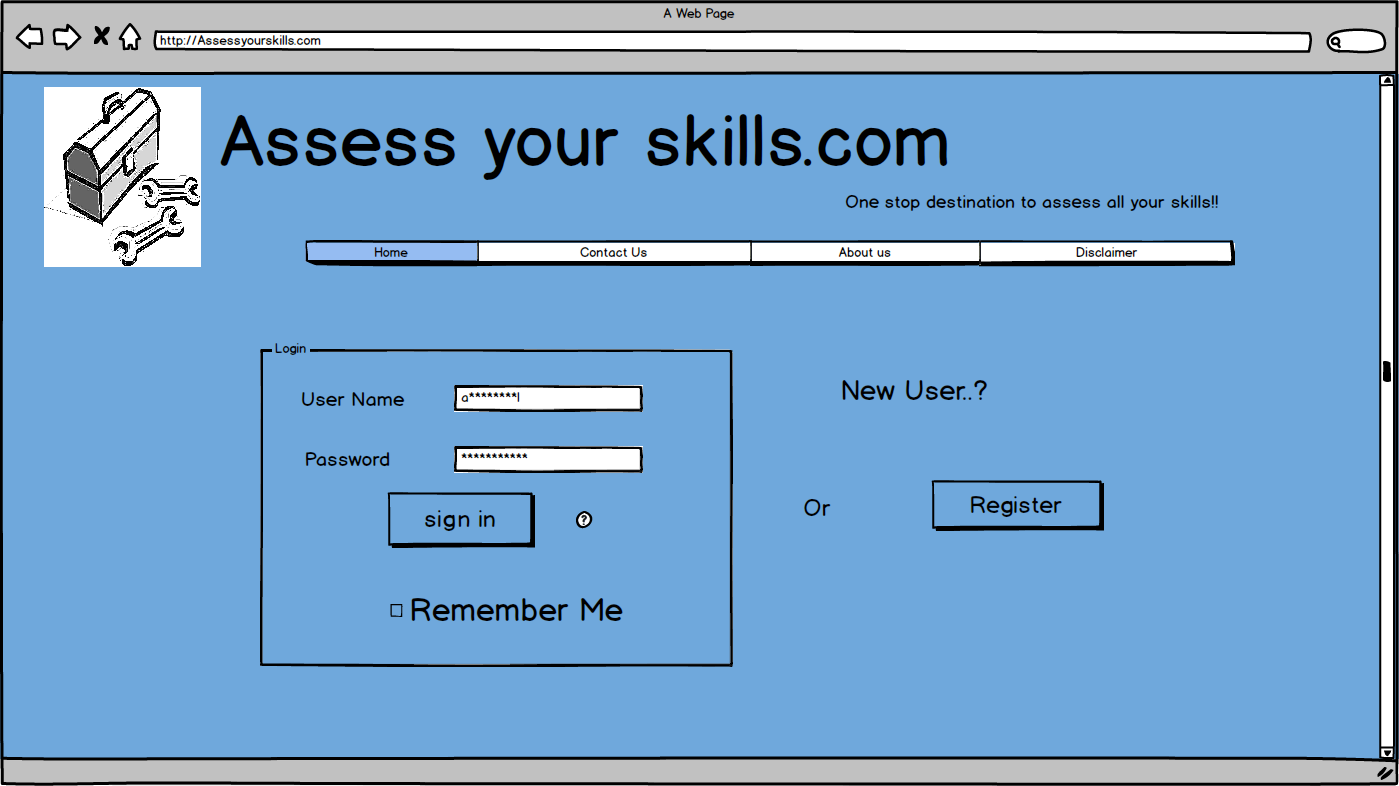 A Web Page
http://Assessyourskills.com
Assess your skills.com
One stop destination to assess all your skills!!
Home Contact Us About us Disclaimer
Login
User Name a********l
Password ***********
sign in ?
Remember Me
New User..?
Or Register